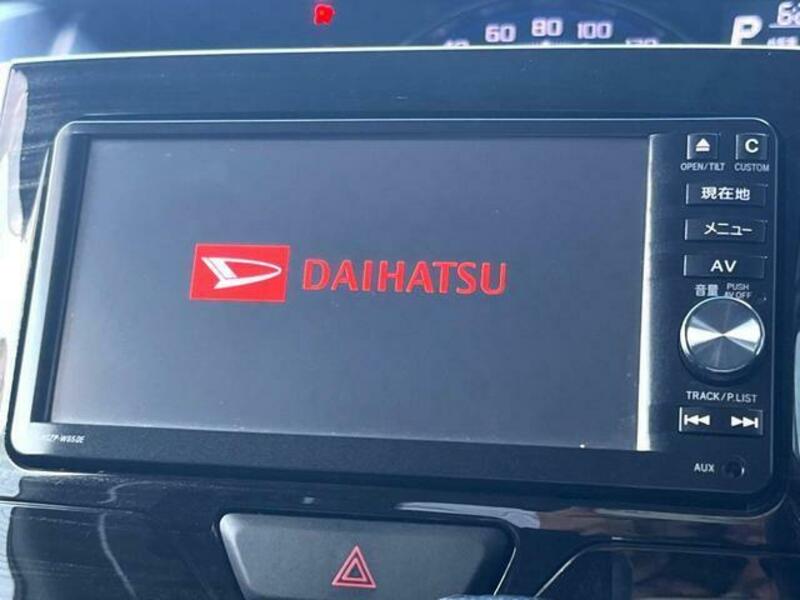 60 80 100
P
DAIHATSU
OPEN/TILT
C
CUSTOM
現在地
メニュー
AV
音量 PUSH
AV OFF
TRACK/P.LIST
AUX